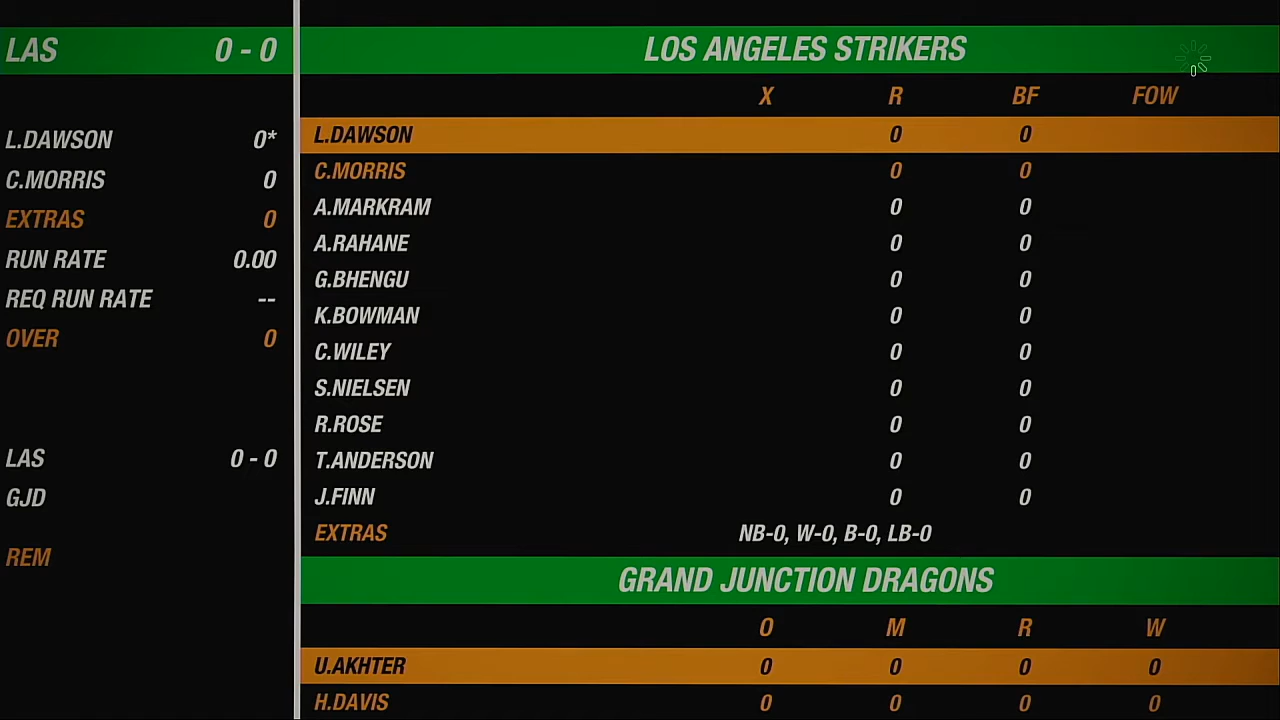 LAS 0 - 0
L.DAWSON 0*
C.MORRIS 0
EXTRAS 0
RUN RATE 0.00
REQ RUN RATE --
OVER 0
LAS 0 - 0
GJD
REM
LOS ANGELES STRIKERS
X R BF FOW
L.DAWSON 0 0
C.MORRIS 0 0
A.MARKRAM 0 0
A.RAHANE 0 0
G.BHENGU 0 0
K.BOWMAN 0 0
C.WILEY 0 0
S.NIELSEN 0 0
R.ROSE 0 0
T.ANDERSON 0 0
J.FINN 0 0
EXTRAS NB-0, W-0, B-0, LB-0
GRAND JUNCTION DRAGONS
O M R W
U.AKHTER 0 0 0 0
H.DAVIS 0 0 0 0